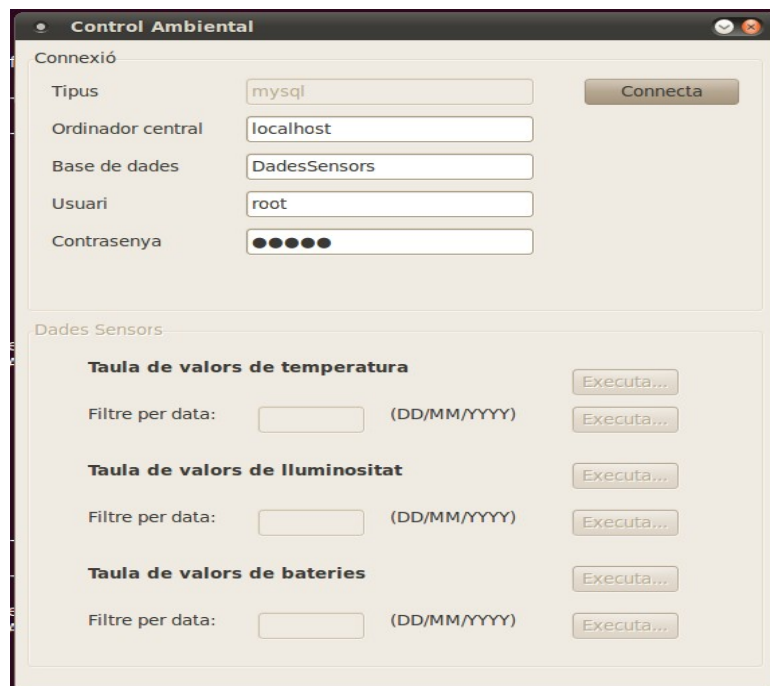 Control Ambiental
Connexió
Tipus mysql Connecta
Ordinador central localhost
Base de dades DadesSensors
Usuari root
Contrasenya ●●●●●
Dades Sensors
Taula de valors de temperatura Executa...
Filtre per data: (DD/MM/YYYY) Executa...
Taula de valors de lluminositat Executa...
Filtre per data: (DD/MM/YYYY) Executa...
Taula de valors de bateries Executa...
Filtre per data: (DD/MM/YYYY) Executa...